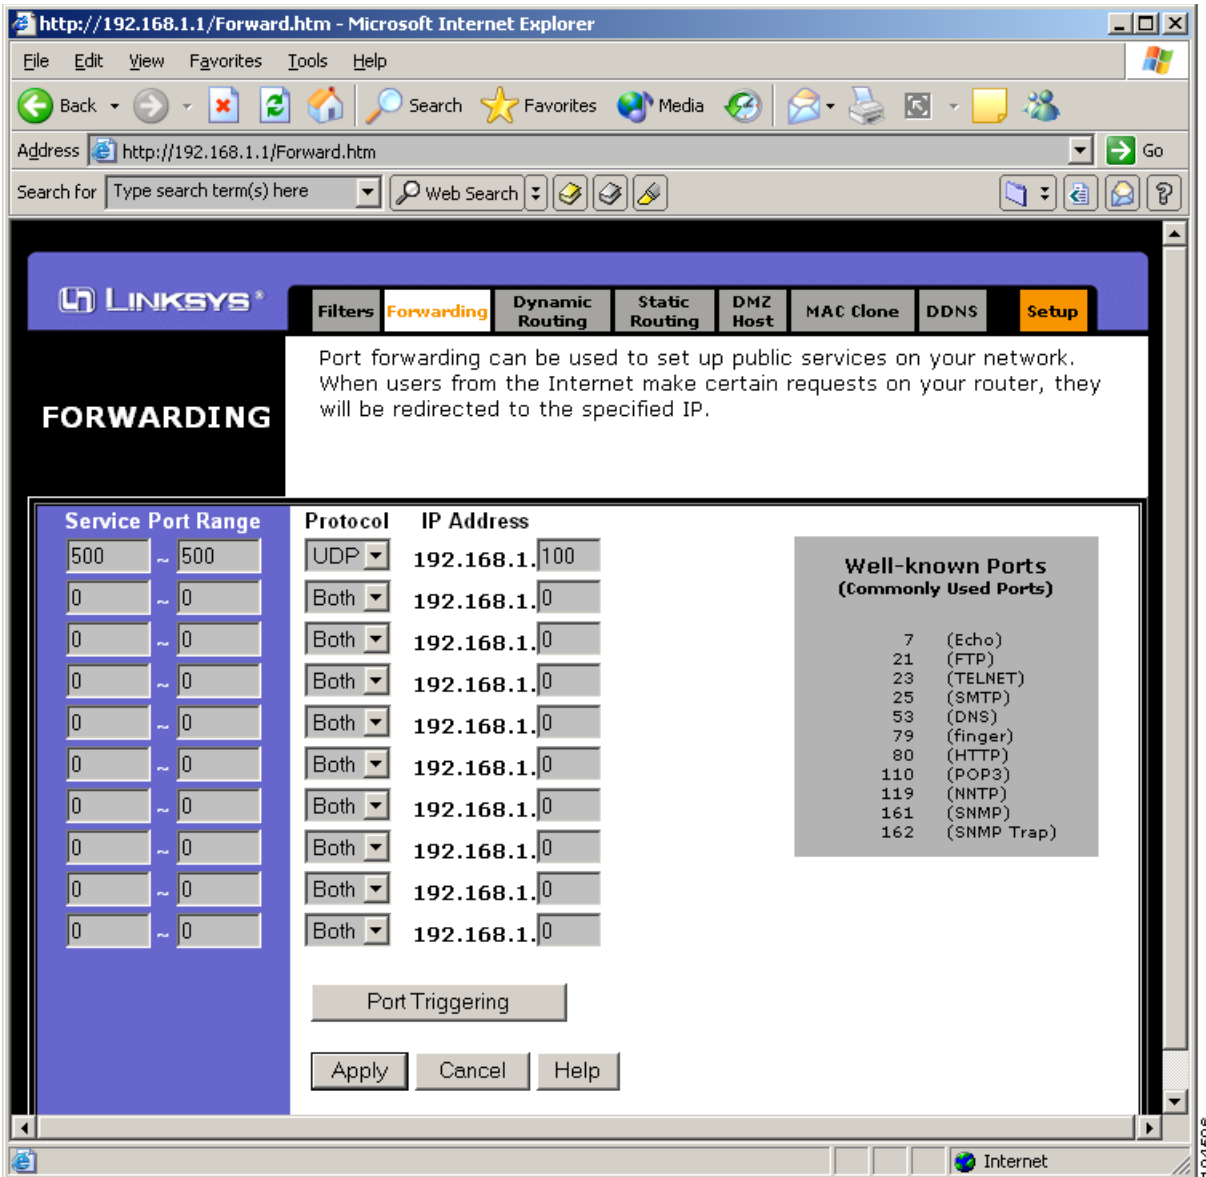 http://192.168.1.1/Forward.htm - Microsoft Internet Explorer
File Edit View Favorites Tools Help
Back Search Favorites Media
Address http://192.168.1.1/Forward.htm Go
Search for Type search term(s) here Web Search
LINKSYS®
Filters Forwarding Dynamic Routing Static Routing DMZ Host MAC Clone DDNS Setup
FORWARDING
Port forwarding can be used to set up public services on your network.
When users from the Internet make certain requests on your router, they
will be redirected to the specified IP.
Service Port Range Protocol IP Address
500 ~ 500 UDP 192.168.1. 100
0 ~ 0 Both 192.168.1. 0
0 ~ 0 Both 192.168.1. 0
0 ~ 0 Both 192.168.1. 0
0 ~ 0 Both 192.168.1. 0
0 ~ 0 Both 192.168.1. 0
0 ~ 0 Both 192.168.1. 0
0 ~ 0 Both 192.168.1. 0
0 ~ 0 Both 192.168.1. 0
0 ~ 0 Both 192.168.1. 0
Well-known Ports
(Commonly Used Ports)
7 (Echo)
21 (FTP)
23 (TELNET)
25 (SMTP)
53 (DNS)
79 (finger)
80 (HTTP)
110 (POP3)
119 (NNTP)
161 (SNMP)
162 (SNMP Trap)
Port Triggering
Apply Cancel Help
Internet